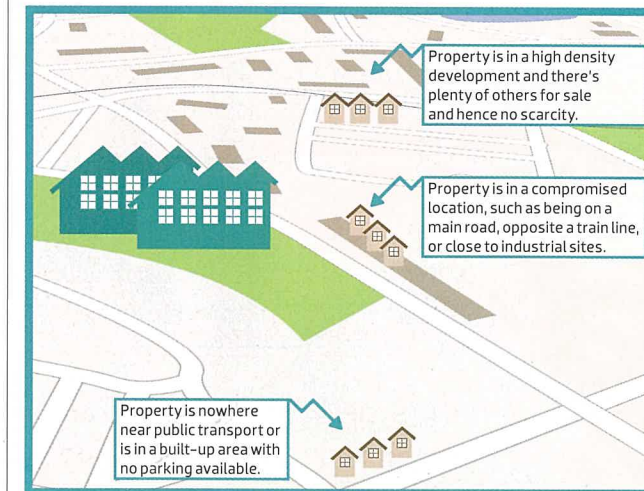 Property is in a high density
development and there's
plenty of others for sale
and hence no scarcity.
Property is in a compromised
location, such as being on a
main road, opposite a train line,
or close to industrial sites.
Property is nowhere
near public transport or
is in a built-up area with
no parking available.